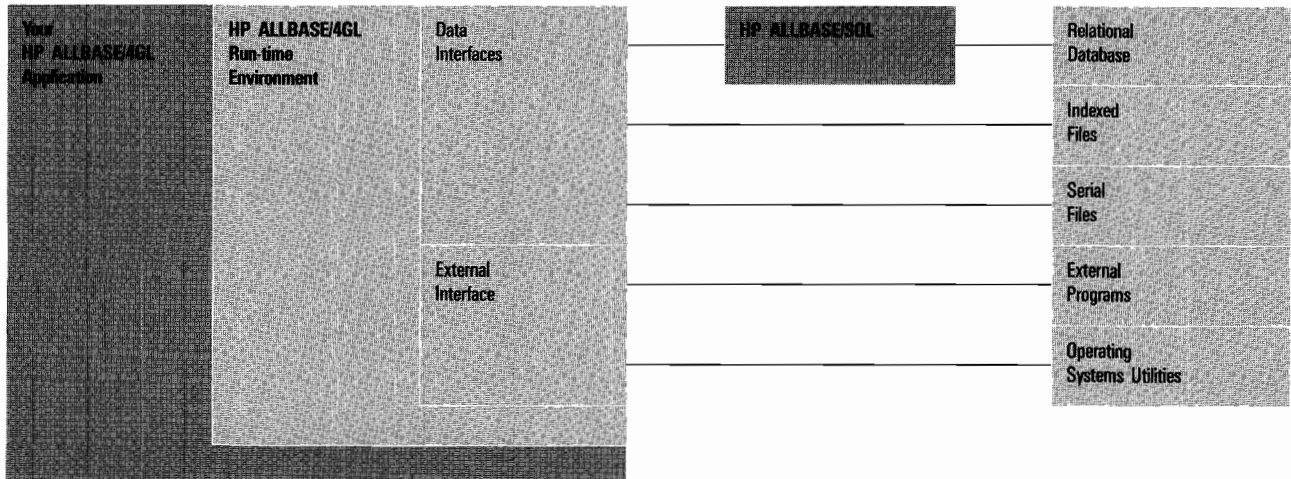 Your
HP ALLBASE/4GL
Application
HP ALLBASE/4GL
Run-time
Environment
Data
Interfaces
External
Interface
HP ALLBASE/SQL
Relational
Database
Indexed
Files
Serial
Files
External
Programs
Operating
Systems Utilities